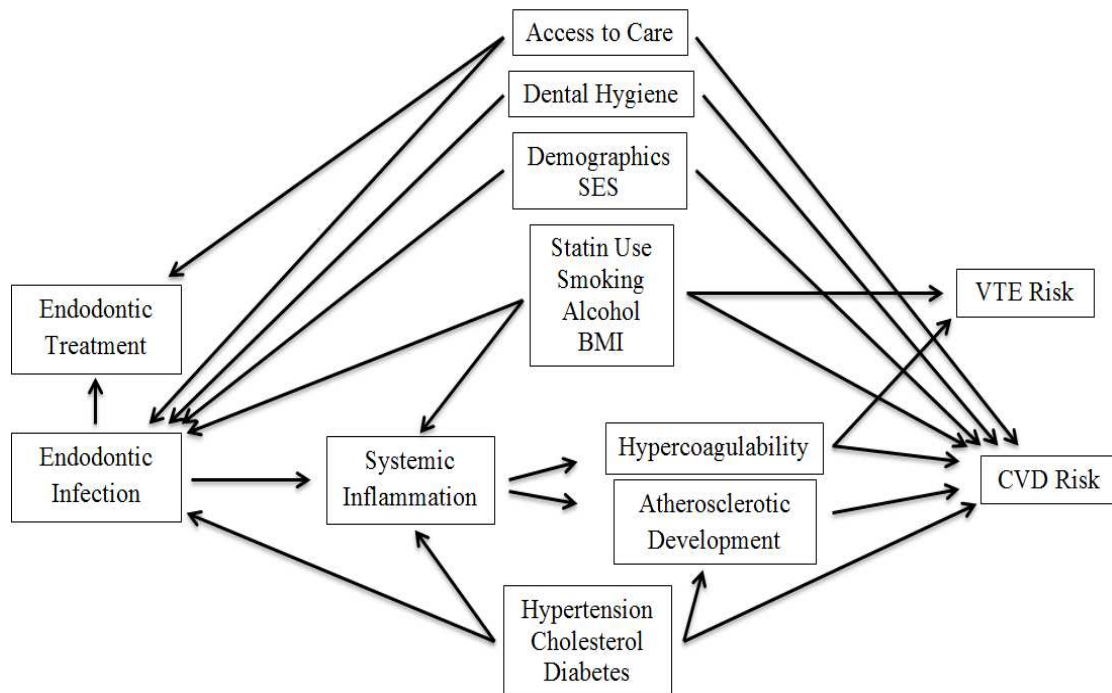 Access to Care
Dental Hygiene
Demographics
SES
Statin Use
Smoking
Alcohol
BMI
VTE Risk
Endodontic
Treatment
Endodontic
Infection
Systemic
Inflammation
Hypercoagulability
Atherosclerotic
Development
CVD Risk
Hypertension
Cholesterol
Diabetes